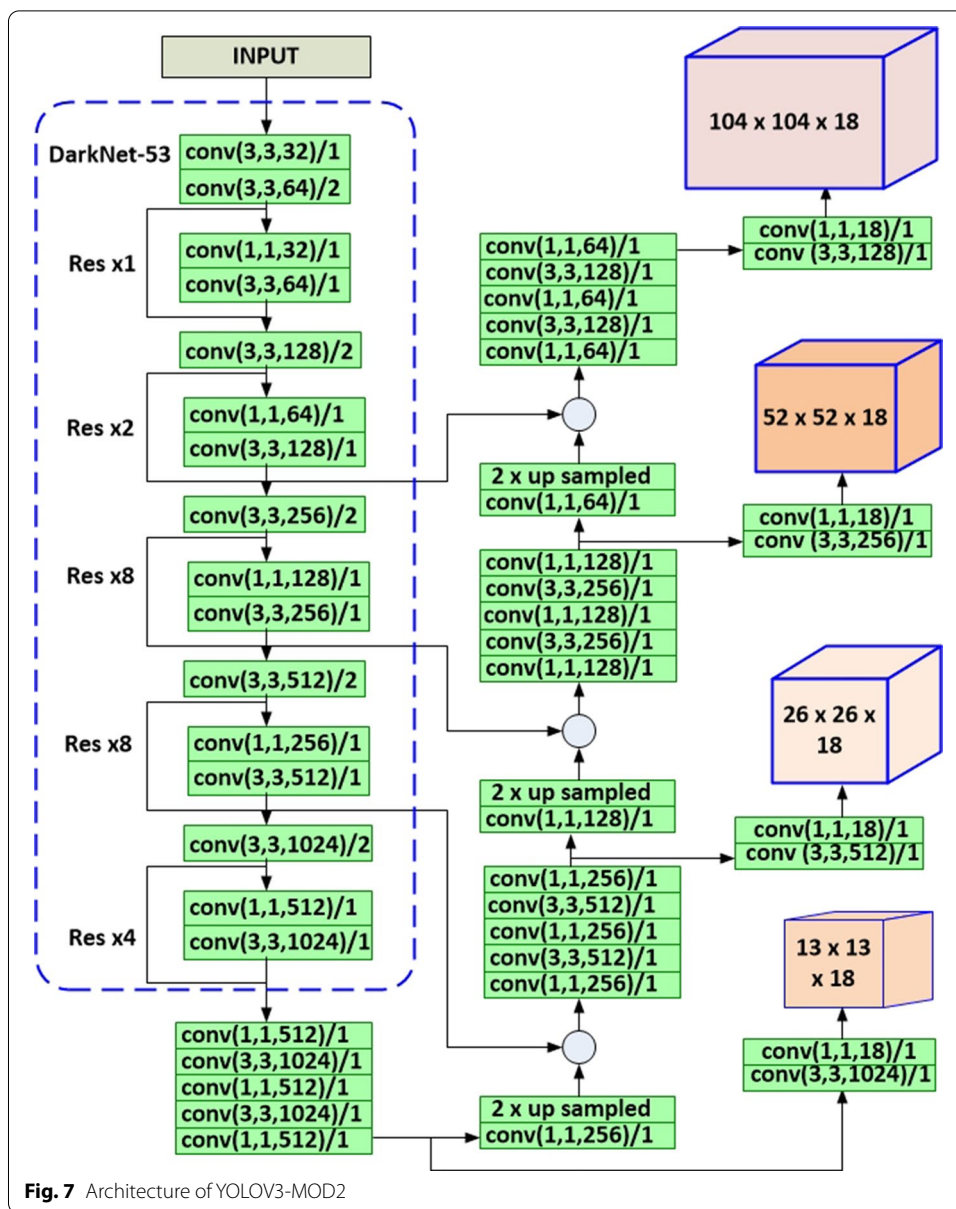 INPUT
DarkNet-53
conv(3,3,32)/1
conv(3,3,64)/2
Res x1
conv(1,1,32)/1
conv(3,3,64)/1
conv(3,3,128)/2
Res x2
conv(1,1,64)/1
conv(3,3,128)/1
conv(3,3,256)/2
Res x8
conv(1,1,128)/1
conv(3,3,256)/1
conv(3,3,512)/2
Res x8
conv(1,1,256)/1
conv(3,3,512)/1
conv(3,3,1024)/2
Res x4
conv(1,1,512)/1
conv(3,3,1024)/1
conv(1,1,512)/1
conv(3,3,1024)/1
conv(1,1,512)/1
conv(3,3,1024)/1
conv(1,1,512)/1
conv(1,1,64)/1
conv(3,3,128)/1
conv(1,1,64)/1
conv(3,3,128)/1
conv(1,1,64)/1
2 x up sampled
conv(1,1,64)/1
conv(1,1,128)/1
conv(3,3,256)/1
conv(1,1,128)/1
conv(3,3,256)/1
conv(1,1,128)/1
2 x up sampled
conv(1,1,128)/1
conv(1,1,256)/1
conv(3,3,512)/1
conv(1,1,256)/1
conv(3,3,512)/1
conv(1,1,256)/1
2 x up sampled
conv(1,1,256)/1
104 x 104 x 18
conv(1,1,18)/1
conv (3,3,128)/1
52 x 52 x 18
conv(1,1,18)/1
conv (3,3,256)/1
26 x 26 x
18
conv(1,1,18)/1
conv (3,3,512)/1
13 x 13
x 18
conv(1,1,18)/1
conv(3,3,1024)/1
Fig. 7 Architecture of YOLOV3-MOD2